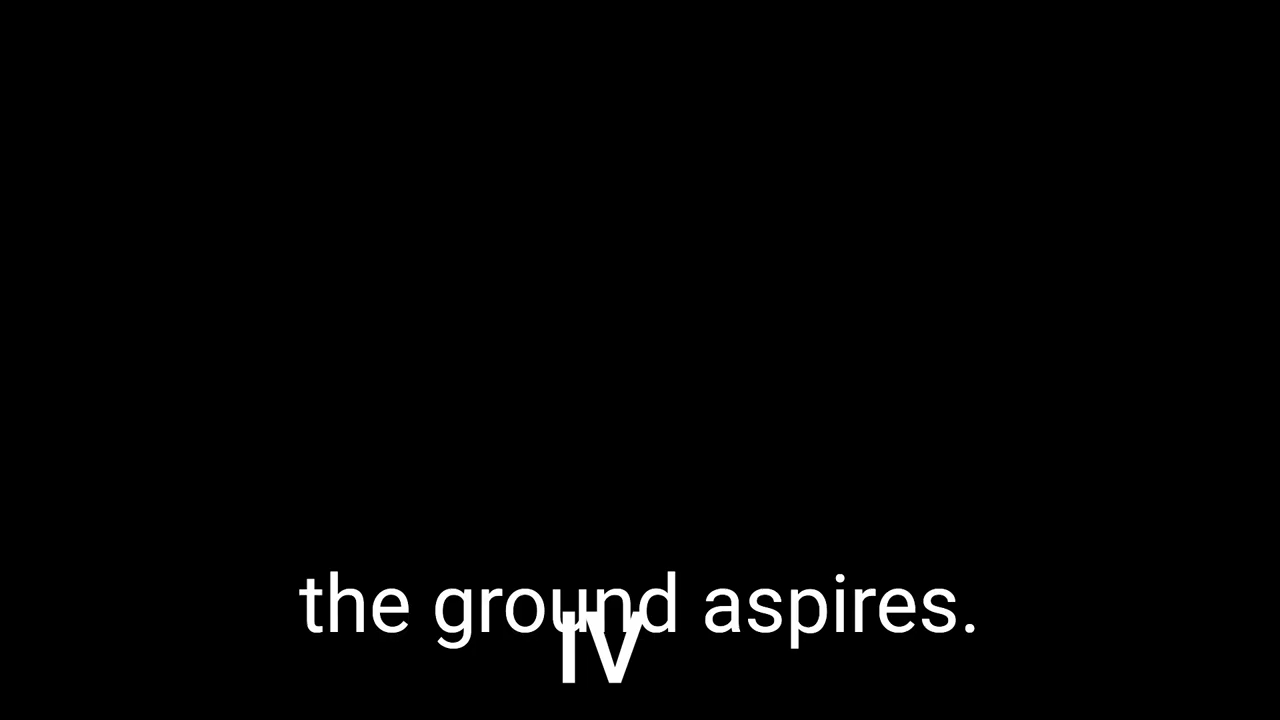 the ground aspires.
IV